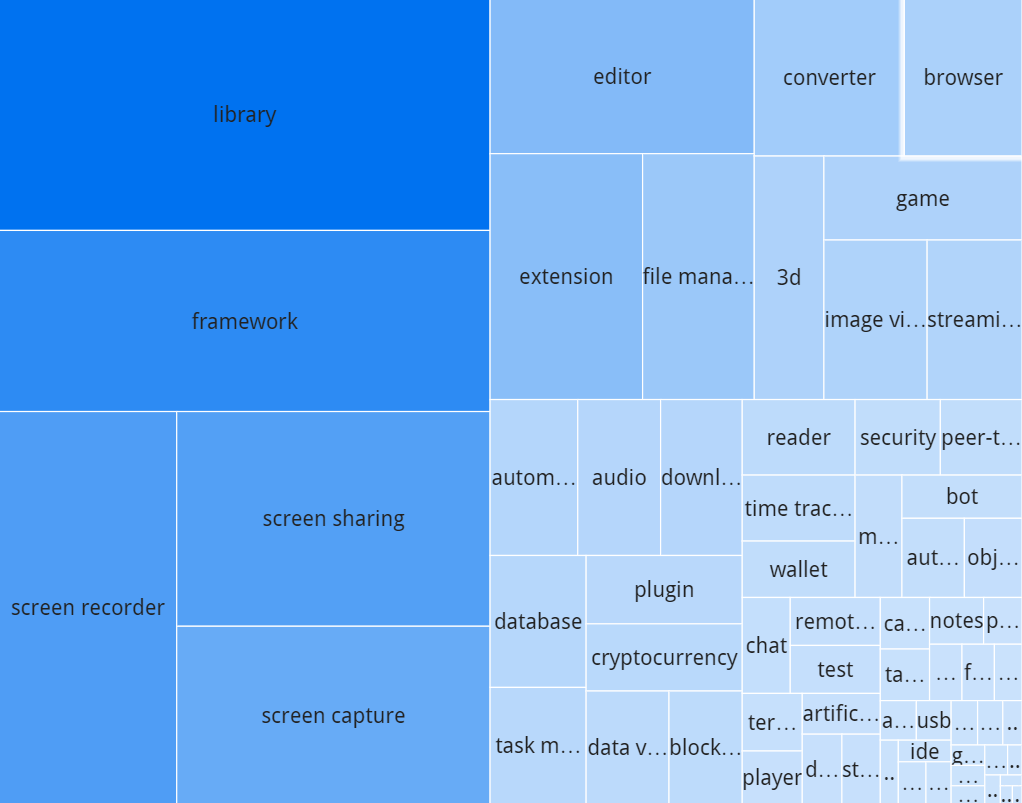 library
framework
screen recorder
screen sharing
screen capture
editor
converter
browser
extension
file mana...
3d
game
image vi...
streami...
autom...
audio
downl...
reader
security
peer-t...
time trac...
wallet
m...
bot
aut...
obj...
database
plugin
cryptocurrency
task m...
data v...
block...
chat
remot...
test
ca...
notes
p...
ta...
...
f...
...
ter...
artific...
player
d...
st...
a...
usb
...
...
..
ide
..
...
...
g...
...
..
...
...
..
..
..